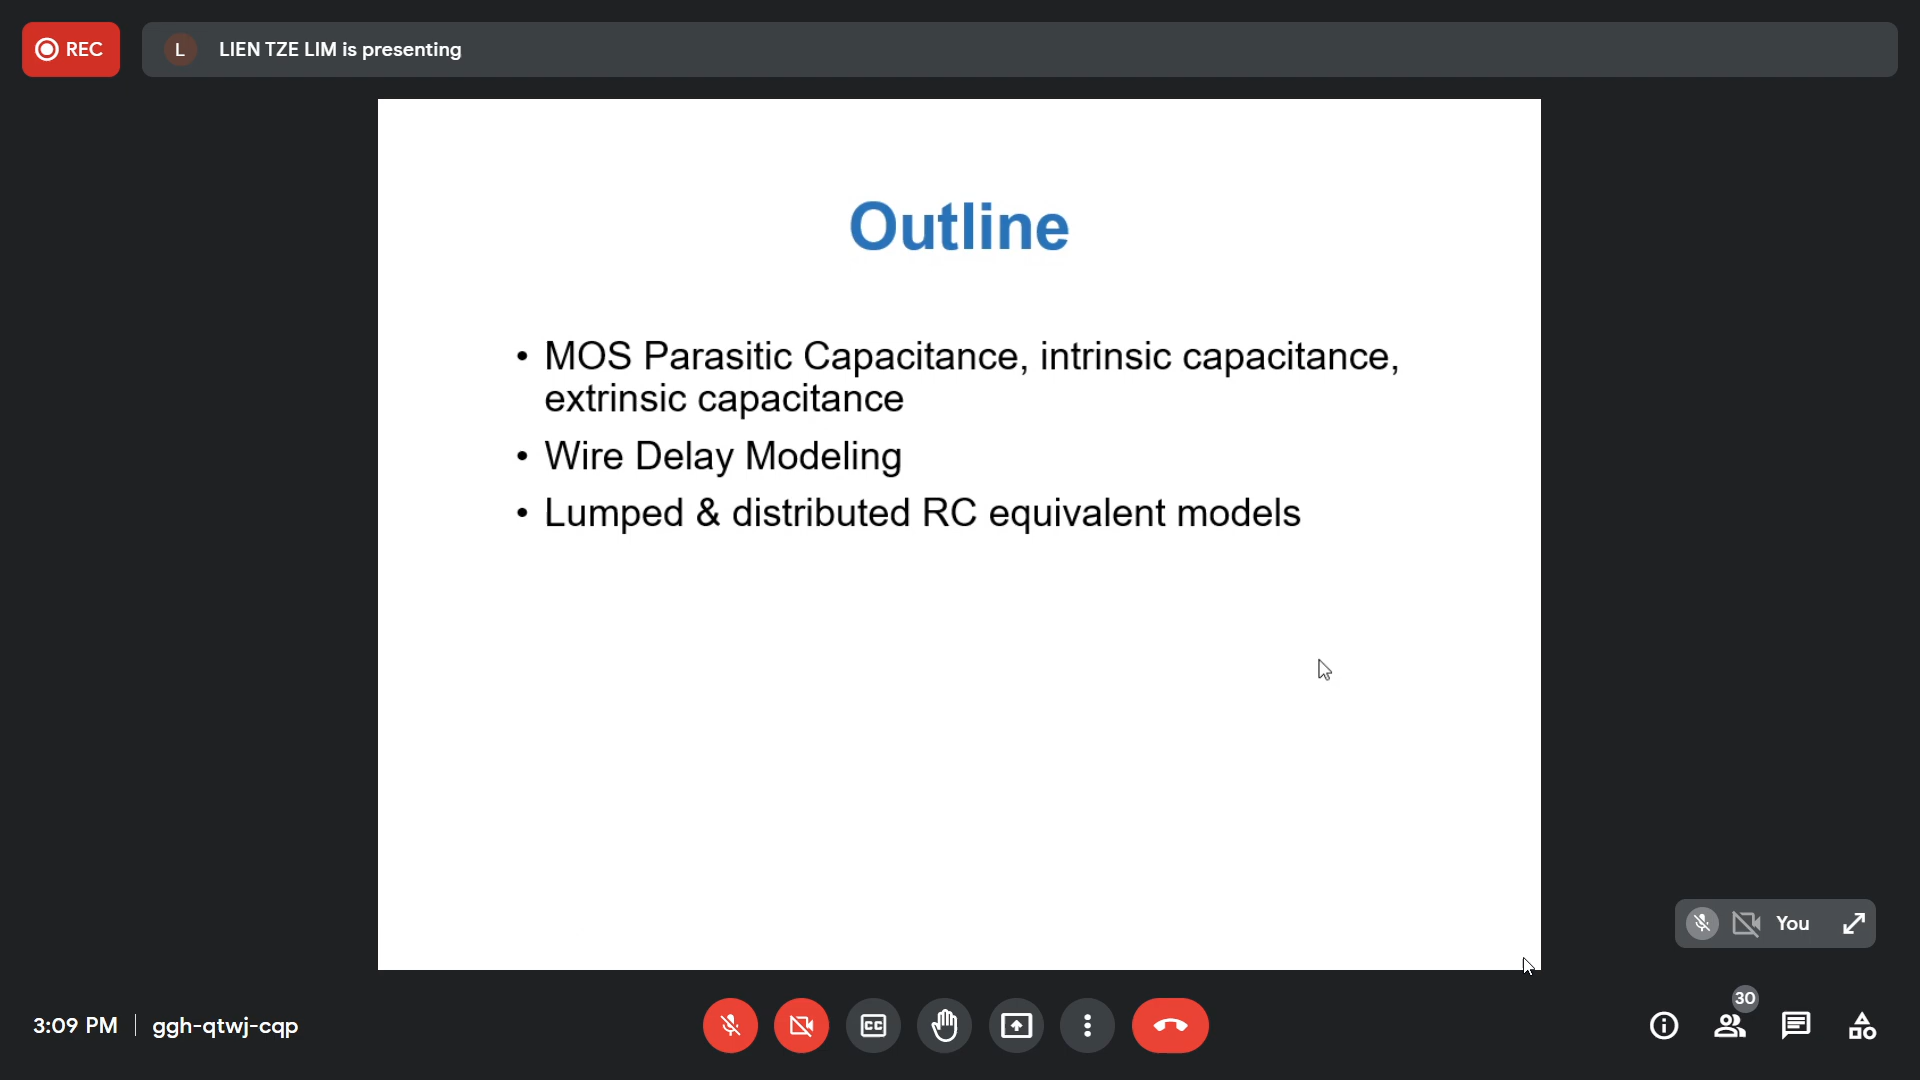 REC
L LIEN TZE LIM is presenting
Outline
• MOS Parasitic Capacitance, intrinsic capacitance,
extrinsic capacitance
• Wire Delay Modeling
• Lumped & distributed RC equivalent models
You
3:09 PM | ggh-qtwj-cqp
CC
30